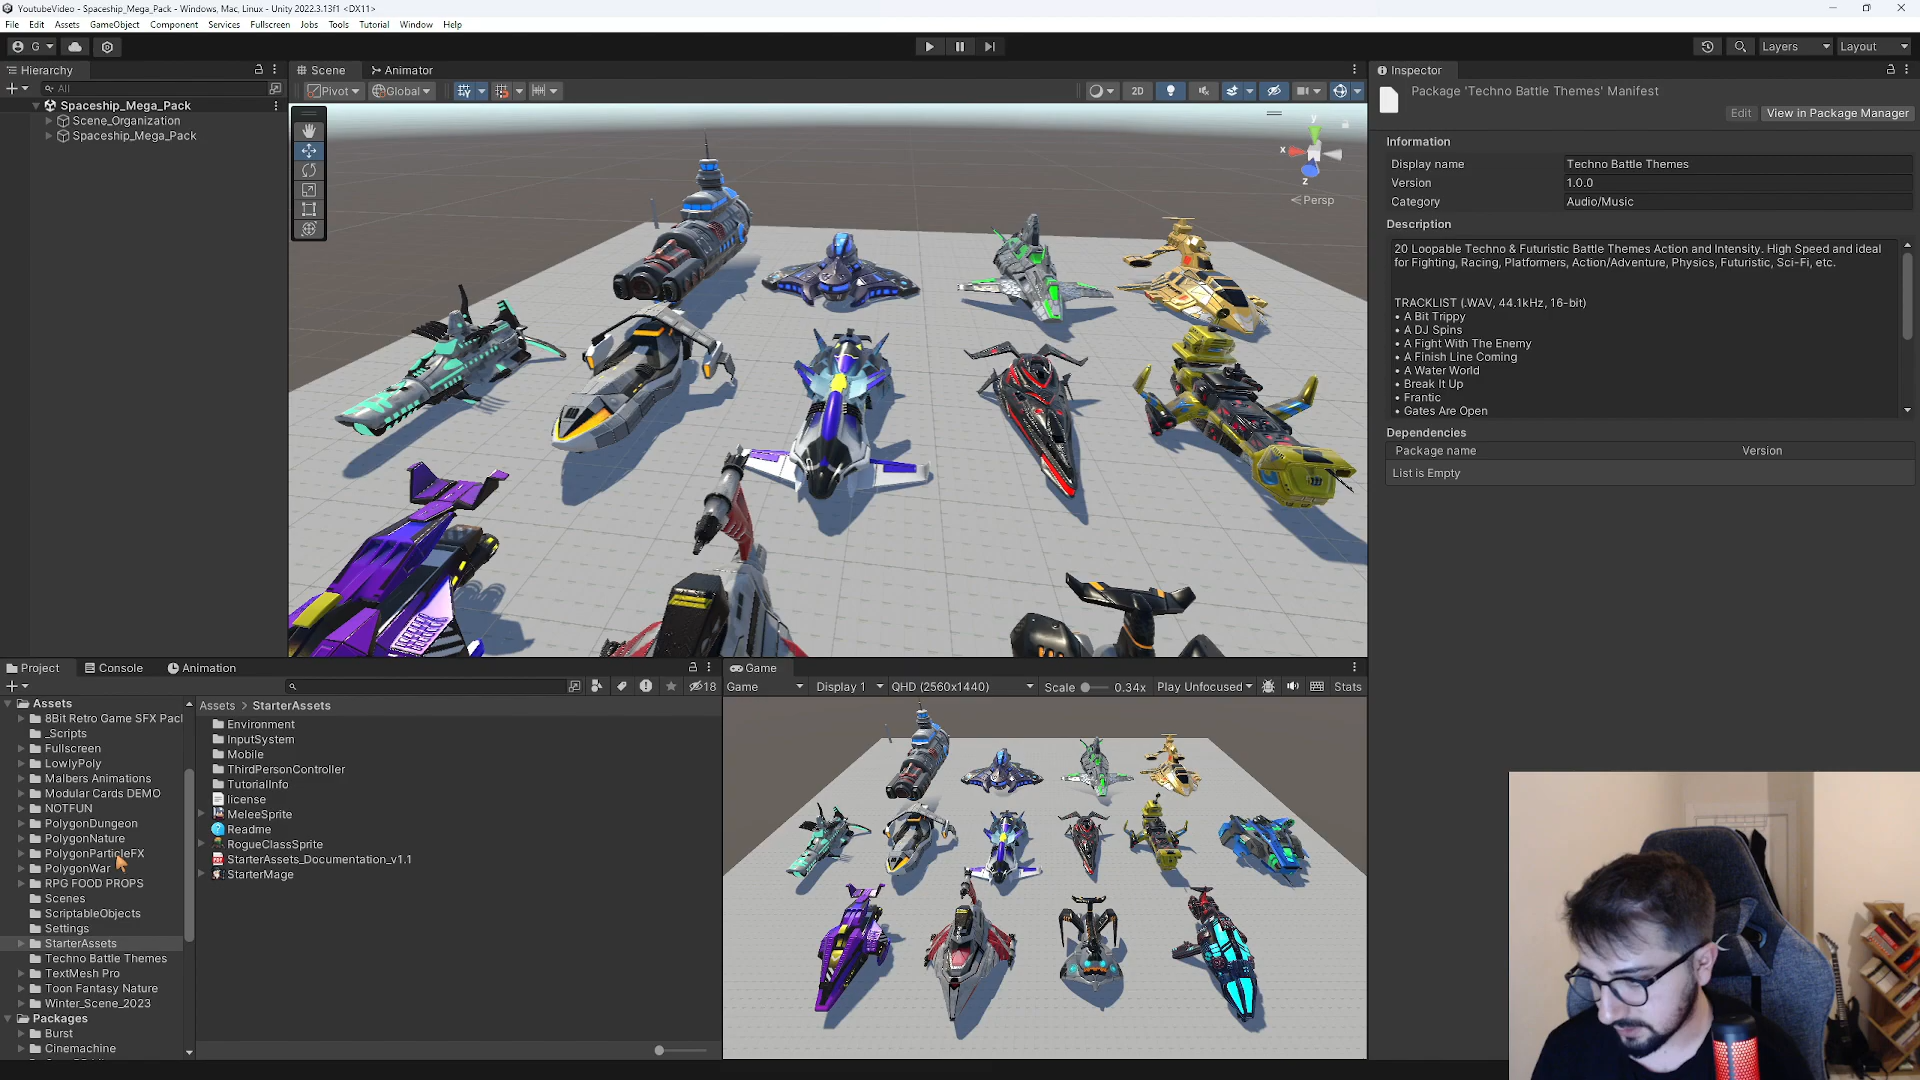 YoutubeVideo - Spaceship_Mega_Pack - Windows, Mac, Linux - Unity 2022.3.13f1 <DX11>
File Edit Assets GameObject Component Services Fullscreen Jobs Tools Tutorial Window Help
G Layers Layout
Hierarchy
All
Spaceship_Mega_Pack
Scene_Organization
Spaceship_Mega_Pack
Scene Animator
Pivot Global 2D
y
x
z
Persp
Inspector
Package 'Techno Battle Themes' Manifest
Edit View in Package Manager
Information
Display name Techno Battle Themes
Version 1.0.0
Category Audio/Music
Description
20 Loopable Techno & Futuristic Battle Themes Action and Intensity. High Speed and ideal
for Fighting, Racing, Platformers, Action/Adventure, Physics, Futuristic, Sci-Fi, etc.
TRACKLIST (.WAV, 44.1kHz, 16-bit)
• A Bit Trippy
• A DJ Spins
• A Fight With The Enemy
• A Finish Line Coming
• A Water World
• Break It Up
• Frantic
• Gates Are Open
Dependencies
Package name Version
List is Empty
Project Console Animation
18
Assets
8Bit Retro Game SFX Pacl
_Scripts
Fullscreen
LowlyPoly
Malbers Animations
Modular Cards DEMO
NOTFUN
PolygonDungeon
PolygonNature
PolygonParticleFX
PolygonWar
RPG FOOD PROPS
Scenes
ScriptableObjects
Settings
StarterAssets
Techno Battle Themes
TextMesh Pro
Toon Fantasy Nature
Winter_Scene_2023
Packages
Burst
Cinemachine
Assets > StarterAssets
Environment
InputSystem
Mobile
ThirdPersonController
TutorialInfo
license
MeleeSprite
Readme
RogueClassSprite
StarterAssets_Documentation_v1.1
StarterMage
Game
Game Display 1 QHD (2560x1440) Scale 0.34x Play Unfocused Stats